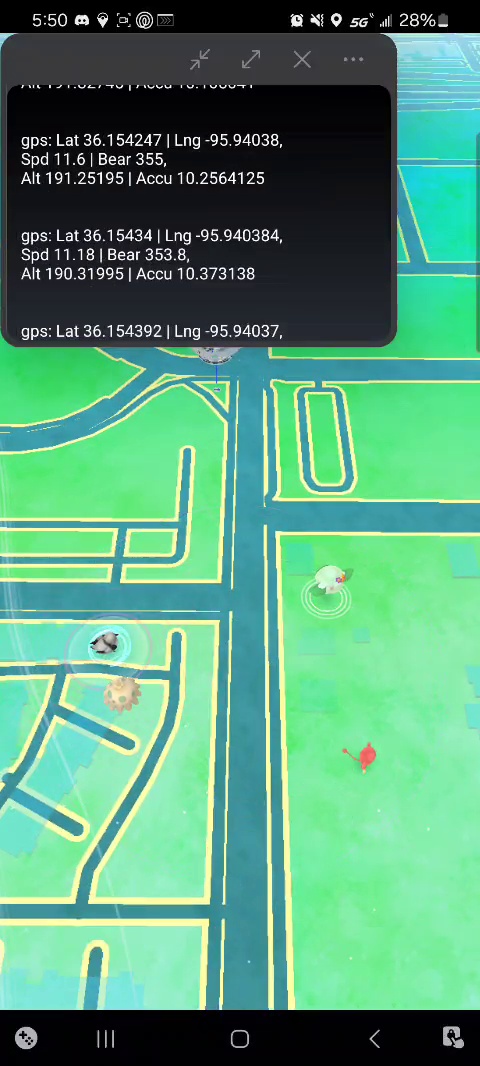 5:50
5G
28%
gps: Lat 36.154247 | Lng -95.94038,
Spd 11.6 | Bear 355,
Alt 191.25195 | Accu 10.2564125
gps: Lat 36.15434 | Lng -95.940384,
Spd 11.18 | Bear 353.8,
Alt 190.31995 | Accu 10.373138
gps: Lat 36.154392 | Lng -95.94037,